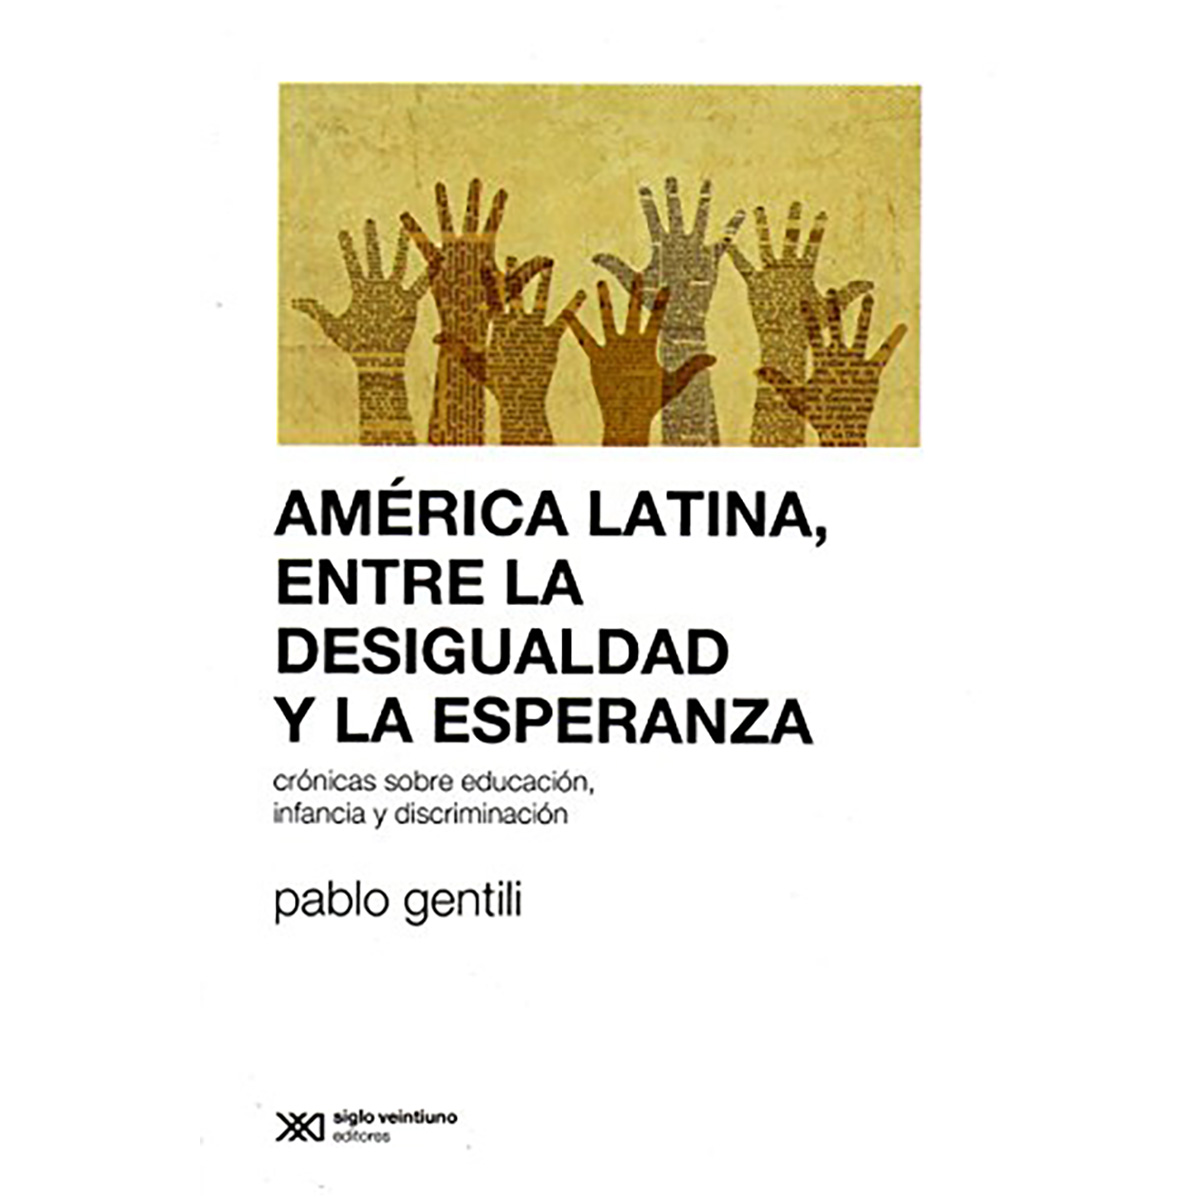 AMÉRICA LATINA,
ENTRE LA
DESIGUALDAD
Y LA ESPERANZA
crónicas sobre educación,
infancia y discriminación
pablo gentili
siglo veintiuno
editores